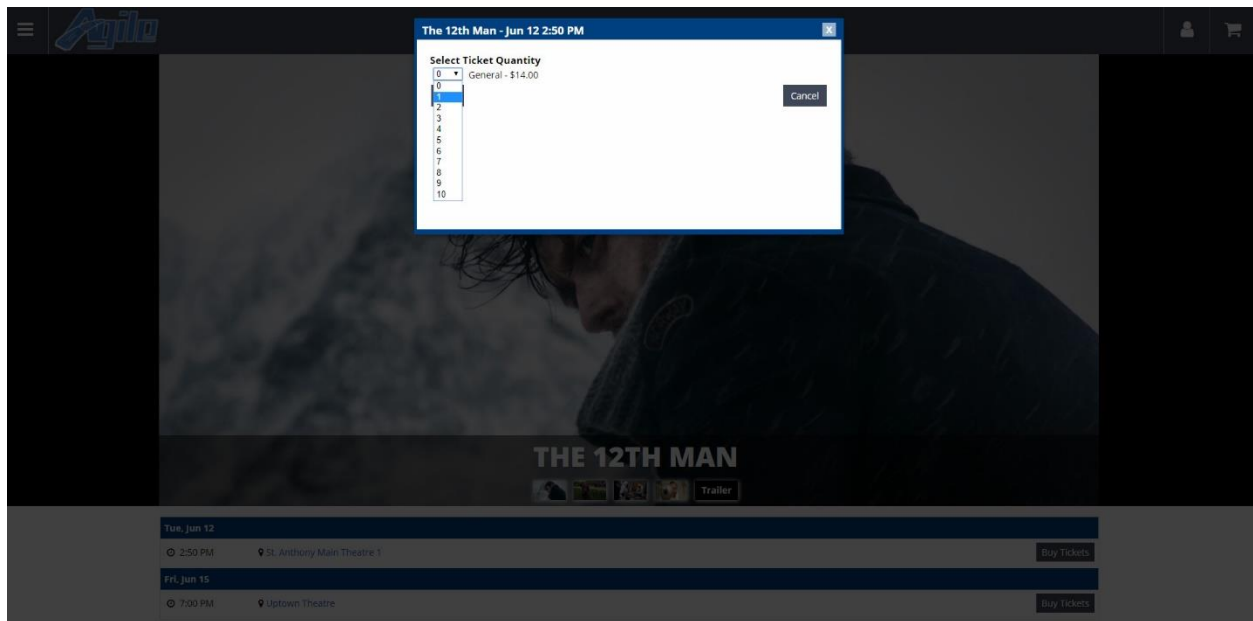 Agile
The 12th Man - Jun 12 2:50 PM X
Select Ticket Quantity
0 General - $14.00
0
1
2
3
4
5
6
7
8
9
10
Cancel
THE 12TH MAN
Trailer
Tue, Jun 12
2:50 PM St. Anthony Main Theatre 1 Buy Tickets
Fri, Jun 15
7:00 PM Uptown Theatre Buy Tickets